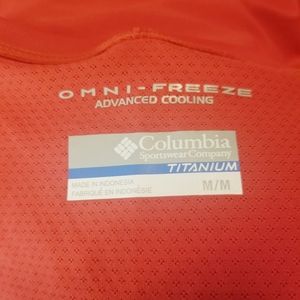 OMNI-FREEZE
ADVANCED COOLING
Columbia
Sportswear Company
TITANIUM
MADE IN INDONESIA
FABRIQUÉ EN INDONÉSIE
M/M